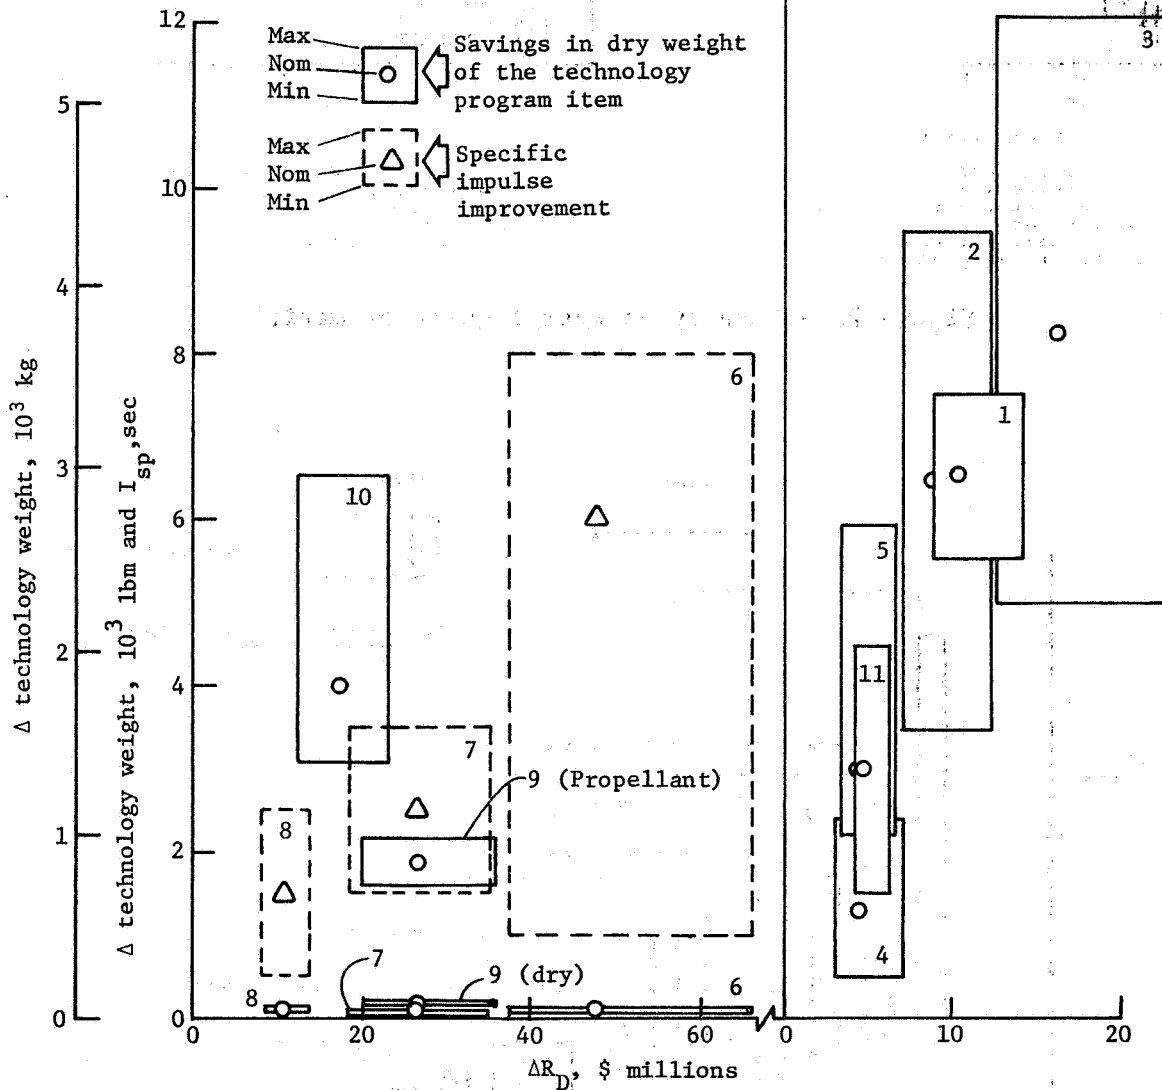 12
10
8
6
4
2
0
5
4
3
2
1
0
Δ technology weight, 10³ kg
Δ technology weight, 10³ lbm and I_sp,sec
Max
Nom
Min
Savings in dry weight
of the technology
program item
Max
Nom
Min
Specific
impulse
improvement
10
6
7
9 (Propellant)
8
7
9 (dry)
8
6
3
2
1
5
11
4
0
20
40
60
0
10
20
ΔR_D, $ millions